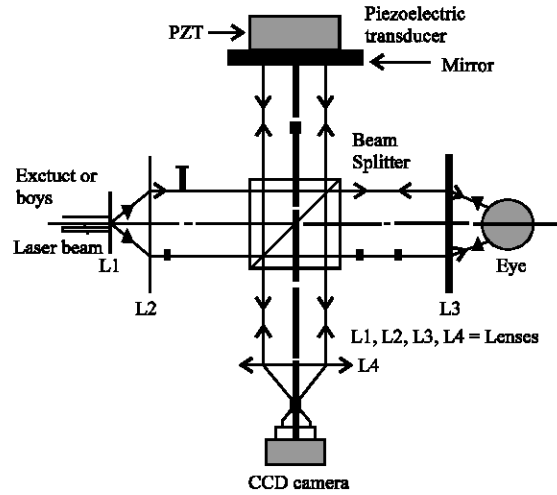 PZT
Piezoelectric
transducer
Mirror
Beam
Splitter
Exctuct or
boys
Laser beam
L1
L2
L3
Eye
L1, L2, L3, L4 = Lenses
L4
CCD camera